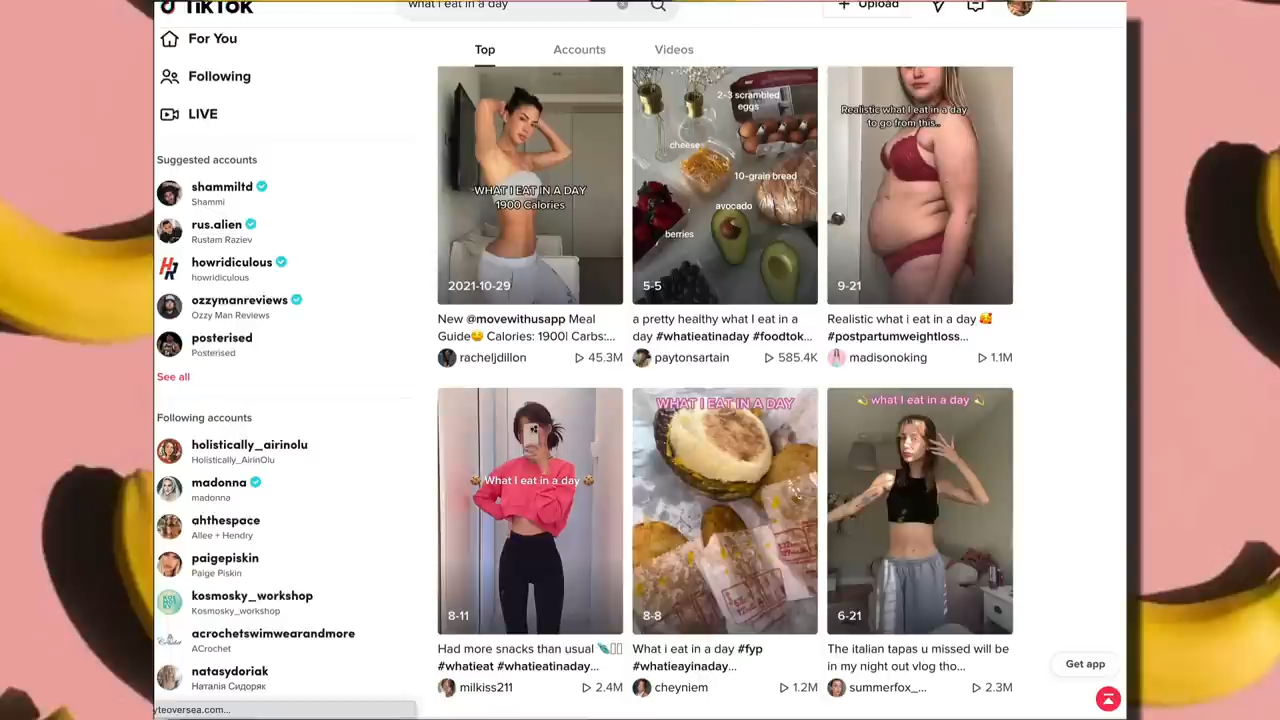 TikTok
what i eat in a day
Upload
For You
Following
LIVE
Top
Accounts
Videos
Suggested accounts
shammiltd
Shammi
rus.alien
Rustam Raziev
howridiculous
howridiculous
ozzymanreviews
Ozzy Man Reviews
posterised
Posterised
See all
Following accounts
holistically_airinolu
Holistically_AirinOlu
madonna
madonna
ahthespace
Allee + Hendry
paigepiskin
Paige Piskin
kosmosky_workshop
Kosmosky_workshop
acrochetswimwearandmore
ACrochet
natasydoriak
Наталія Сидоряк
yteoversea.com...
WHAT I EAT IN A DAY
1900 Calories
2021-10-29
New @movewithusapp Meal
Guide😋 Calories: 1900| Carbs:...
racheljdillon
45.3M
2-3 scrambled
eggs
cheese
10-grain bread
avocado
berries
5-5
a pretty healthy what I eat in a
day #whatieatinaday #foodtok...
paytonsartain
585.4K
Realistic what I eat in a day
to go from this..
9-21
Realistic what i eat in a day 🥰
#postpartumweightloss...
madisonoking
1.1M
What I eat in a day
8-11
Had more snacks than usual
#whatieat #whatieatinaday...
milkiss211
2.4M
WHAT I EAT IN A DAY
8-8
What i eat in a day #fyp
#whatieayinaday...
cheyniem
1.2M
💫 what I eat in a day 💫
6-21
The italian tapas u missed will be
in my night out vlog tho...
summerfox_...
2.3M
Get app